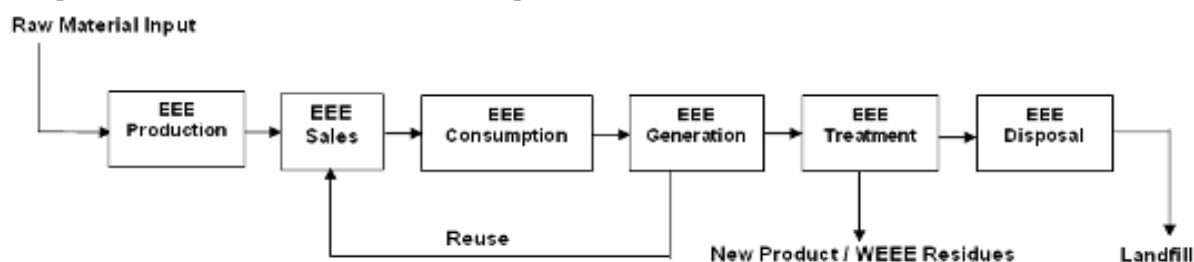 Raw Material Input
EEE
Production
EEE
Sales
EEE
Consumption
EEE
Generation
EEE
Treatment
EEE
Disposal
Reuse
New Product / WEEE Residues
Landfill